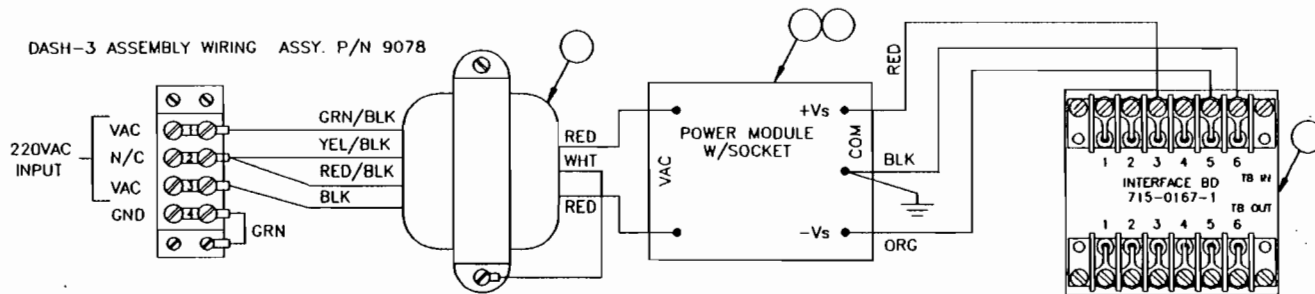 DASH-3 ASSEMBLY WIRING ASSY. P/N 9078
220VAC
INPUT
VAC
N/C
VAC
GND
1
2
3
4
GRN
GRN/BLK
YEL/BLK
RED/BLK
BLK
RED
WHT
RED
VAC
POWER MODULE
W/SOCKET
+Vs
COM
-Vs
RED
BLK
ORG
1 2 3 4 5 6
TB IN
INTERFACE BD
715-0167-1
TB OUT
1 2 3 4 5 6